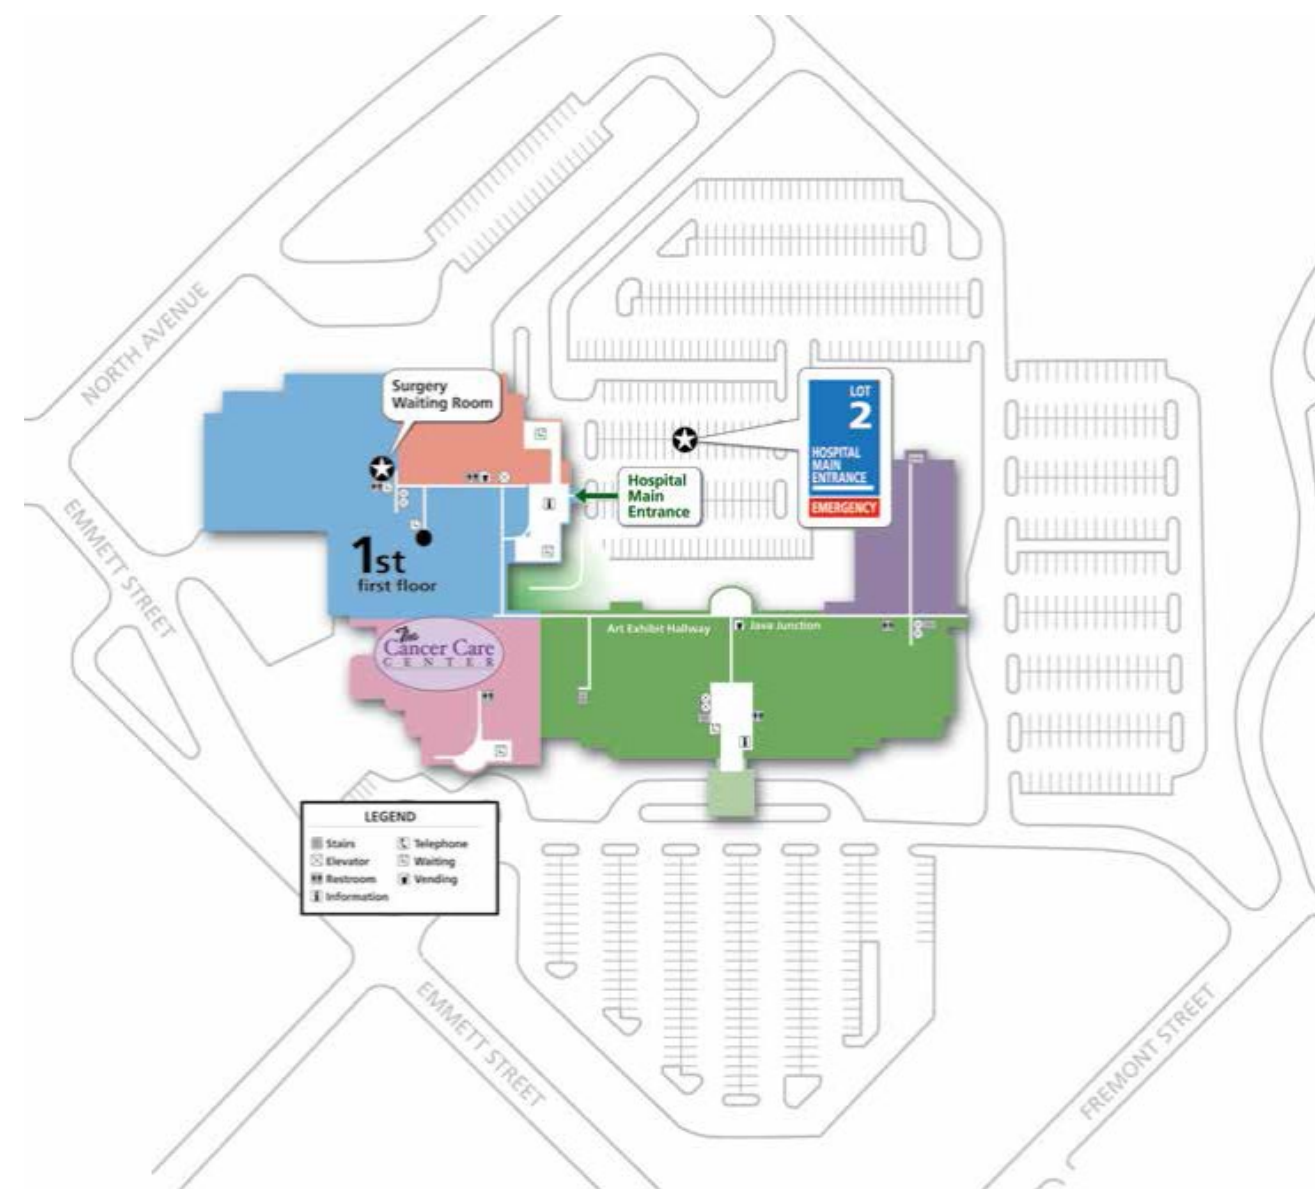 NORTH AVENUE
Surgery
Waiting Room
LOT
2
HOSPITAL
MAIN
ENTRANCE
EMERGENCY
Hospital
Main
Entrance
EMMETT STREET
1st
first floor
Art Exhibit Hallway
Java Junction
The
Cancer Care
CENTER
LEGEND
Stairs
Telephone
Elevator
Waiting
Restroom
Vending
Information
EMMETT STREET
FREMONT STREET